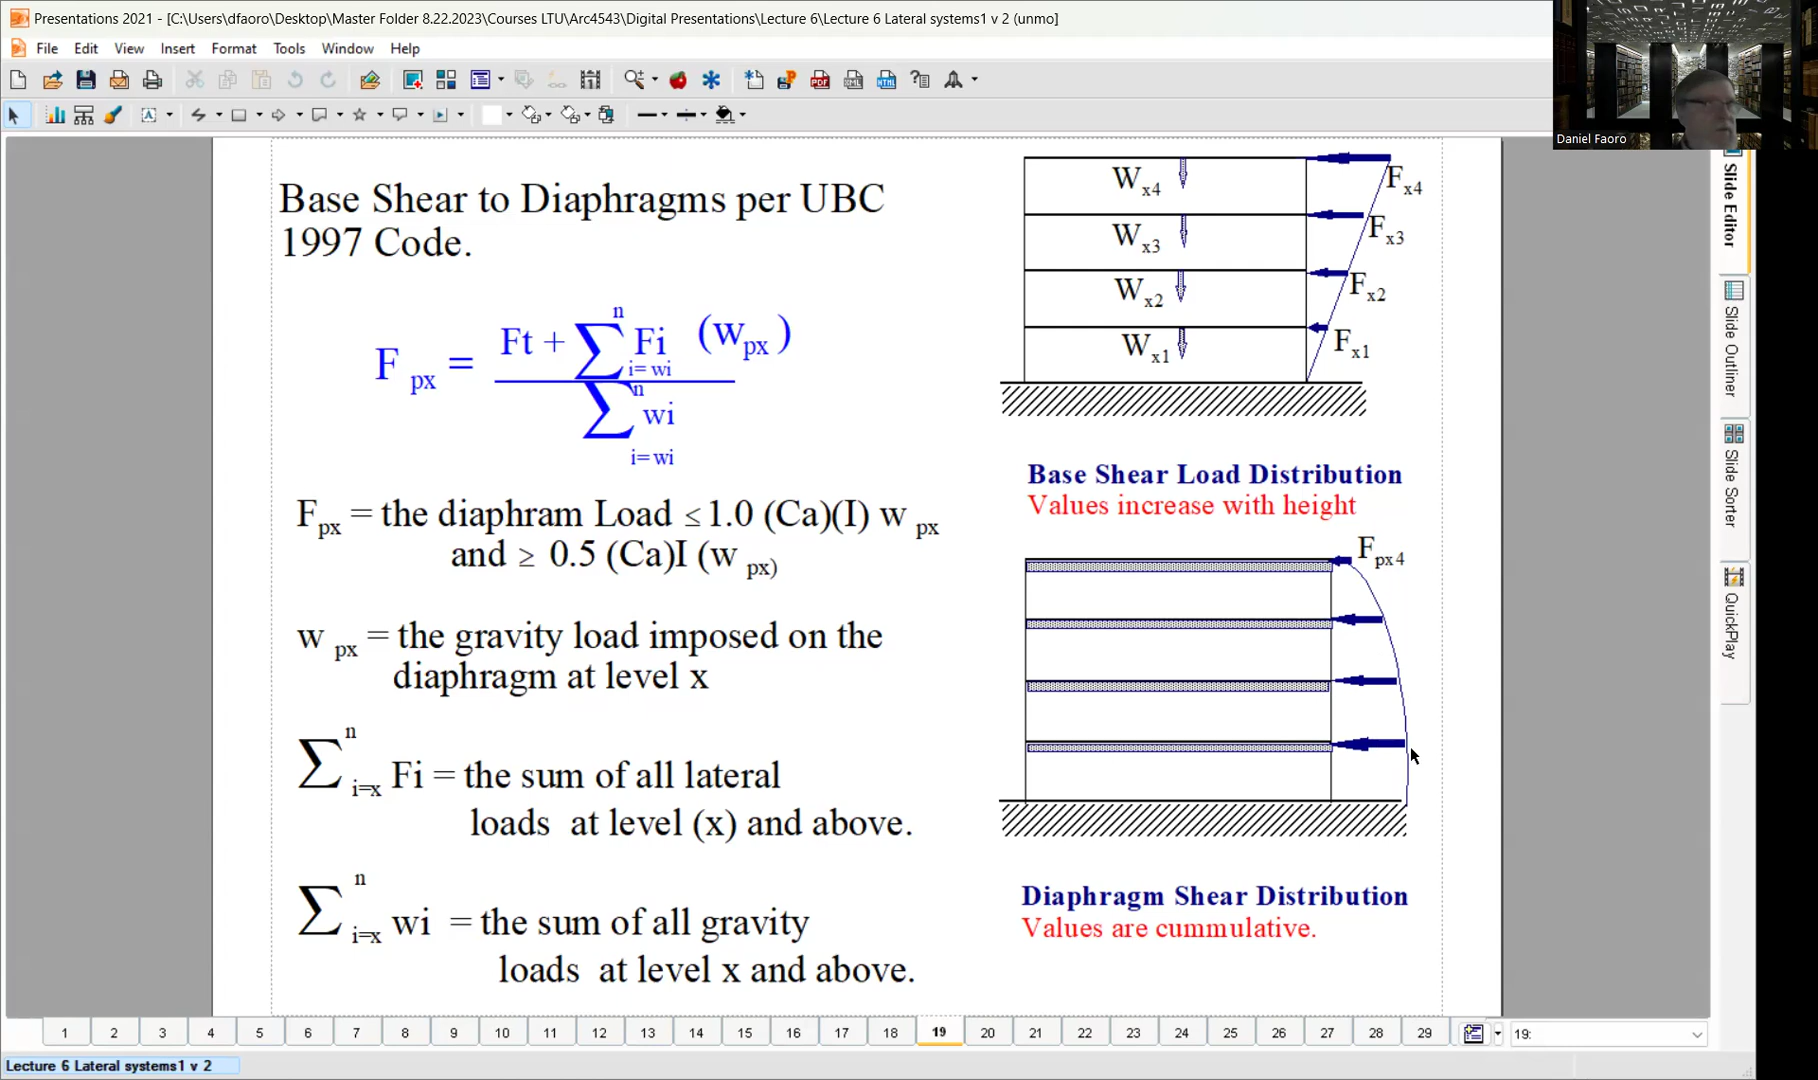 Presentations 2021 - [C:\Users\dfaoro\Desktop\Master Folder 8.22.2023\Courses LTU\Arc4543\Digital Presentations\Lecture 6\Lecture 6 Lateral systems1 v 2 (unmo)
File Edit View Insert Format Tools Window Help
Daniel Faoro
Base Shear to Diaphragms per UBC
1997 Code.
F px = Ft + ∑ n i= wi Fi (w px )
∑ n i=wi wi
F px = the diaphram Load ≤ 1.0 (Ca)(I) w px
and ≥ 0.5 (Ca)I (w px)
w px = the gravity load imposed on the
diaphragm at level x
∑ n i=x Fi = the sum of all lateral
loads at level (x) and above.
∑ n i=x wi = the sum of all gravity
loads at level x and above.
W x4
F x4
W x3
F x3
W x2
F x2
W x1
F x1
Base Shear Load Distribution
Values increase with height
F px 4
Diaphragm Shear Distribution
Values are cummulative.
Slide Editor
Slide Outliner
Slide Sorter
QuickPlay
1 2 3 4 5 6 7 8 9 10 11 12 13 14 15 16 17 18 19 20 21 22 23 24 25 26 27 28 29 19:
Lecture 6 Lateral systems1 v 2